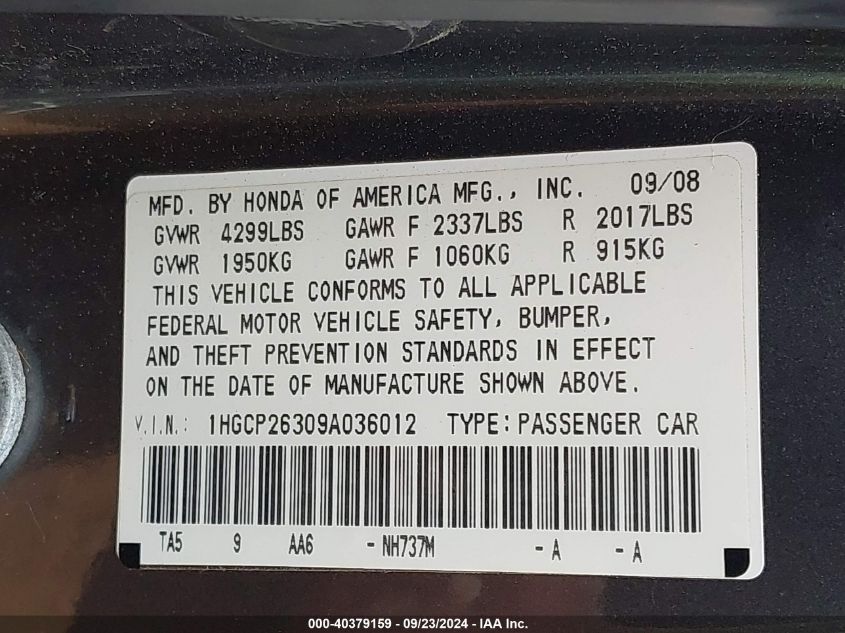 MFD. BY HONDA OF AMERICA MFG., INC. 09/08
GVWR 4299LBS GAWR F 2337LBS R 2017LBS
GVWR 1950KG GAWR F 1060KG R 915KG
THIS VEHICLE CONFORMS TO ALL APPLICABLE
FEDERAL MOTOR VEHICLE SAFETY, BUMPER,
AND THEFT PREVENTION STANDARDS IN EFFECT
ON THE DATE OF MANUFACTURE SHOWN ABOVE.
V.I.N.: 1HGCP26309A036012 TYPE:PASSENGER CAR
TA5 9 AA6 -NH737M -A -A
000-40379159 - 09/23/2024 - IAA Inc.